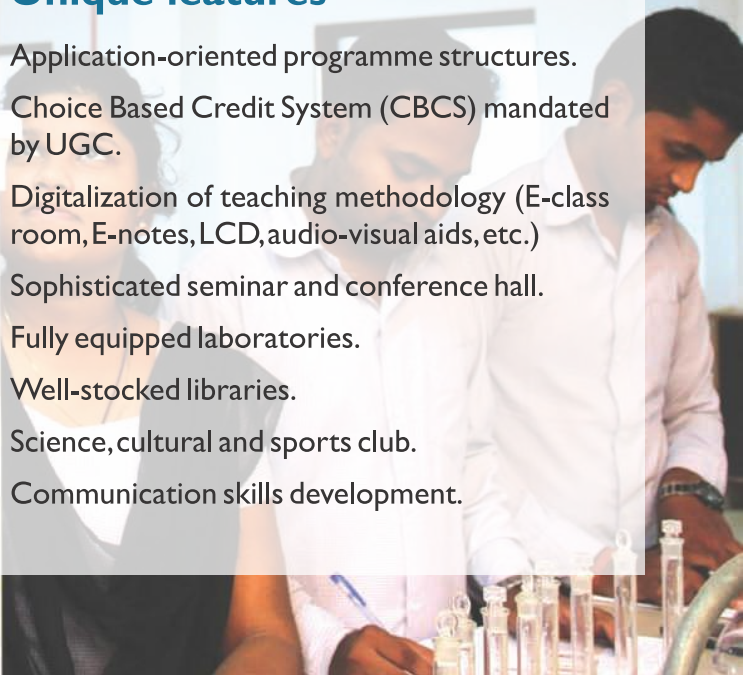 Unique features
Application-oriented programme structures.
Choice Based Credit System (CBCS) mandated
by UGC.
Digitalization of teaching methodology (E-class
room, E-notes, LCD, audio-visual aids, etc.)
Sophisticated seminar and conference hall.
Fully equipped laboratories.
Well-stocked libraries.
Science, cultural and sports club.
Communication skills development.